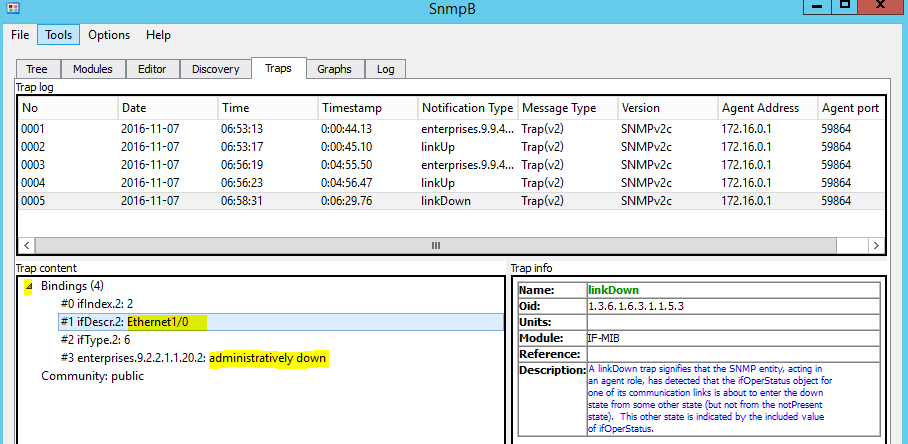 SnmpB
File Tools Options Help
Tree Modules Editor Discovery Traps Graphs Log
Trap log
No Date Time Timestamp Notification Type Message Type Version Agent Address Agent port
0001 2016-11-07 06:53:13 0:00:44.13 enterprises.9.9.4... Trap(v2) SNMPv2c 172.16.0.1 59864
0002 2016-11-07 06:53:17 0:00:45.10 linkUp Trap(v2) SNMPv2c 172.16.0.1 59864
0003 2016-11-07 06:56:19 0:04:55.50 enterprises.9.9.4... Trap(v2) SNMPv2c 172.16.0.1 59864
0004 2016-11-07 06:56:23 0:04:56.47 linkUp Trap(v2) SNMPv2c 172.16.0.1 59864
0005 2016-11-07 06:58:31 0:06:29.76 linkDown Trap(v2) SNMPv2c 172.16.0.1 59864
Trap content
Bindings (4)
#0 ifIndex.2: 2
#1 ifDescr.2: Ethernet1/0
#2 ifType.2: 6
#3 enterprises.9.2.2.1.1.20.2: administratively down
Community: public
Trap info
Name: linkDown
Oid: 1.3.6.1.6.3.1.1.5.3
Units:
Module: IF-MIB
Reference:
Description: A linkDown trap signifies that the SNMP entity, acting in
an agent role, has detected that the ifOperStatus object for
one of its communication links is about to enter the down
state from some other state (but not from the notPresent
state). This other state is indicated by the included value
of ifOperStatus.